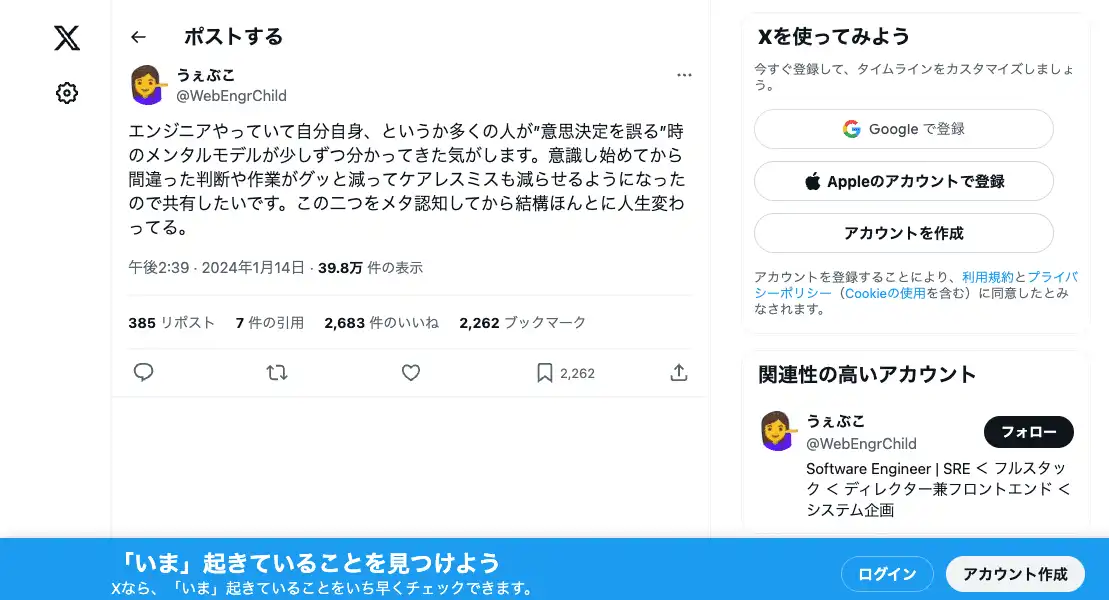 ポストする
うぇぶこ
@WebEngrChild
エンジニアやっていて自分自身、というか多くの人が”意思決定を誤る”時
のメンタルモデルが少しずつ分かってきた気がします。意識し始めてから
間違った判断や作業がグッと減ってケアレスミスも減らせるようになった
ので共有したいです。この二つをメタ認知してから結構ほんとに人生変わ
ってる。
午後2:39 · 2024年1月14日 · 39.8万 件の表示
385 リポスト 7 件の引用 2,683 件のいいね 2,262 ブックマーク
2,262
Xを使ってみよう
今すぐ登録して、タイムラインをカスタマイズしましょ
う。
Google で登録
Appleのアカウントで登録
アカウントを作成
アカウントを登録することにより、利用規約とプライバ
シーポリシー（Cookieの使用を含む）に同意したとみ
なされます。
関連性の高いアカウント
うぇぶこ
@WebEngrChild
フォロー
Software Engineer | SRE ＜ フルスタッ
ク ＜ ディレクター兼フロントエンド ＜
システム企画
「いま」起きていることを見つけよう
Xなら、「いま」起きていることをいち早くチェックできます。
ログイン
アカウント作成